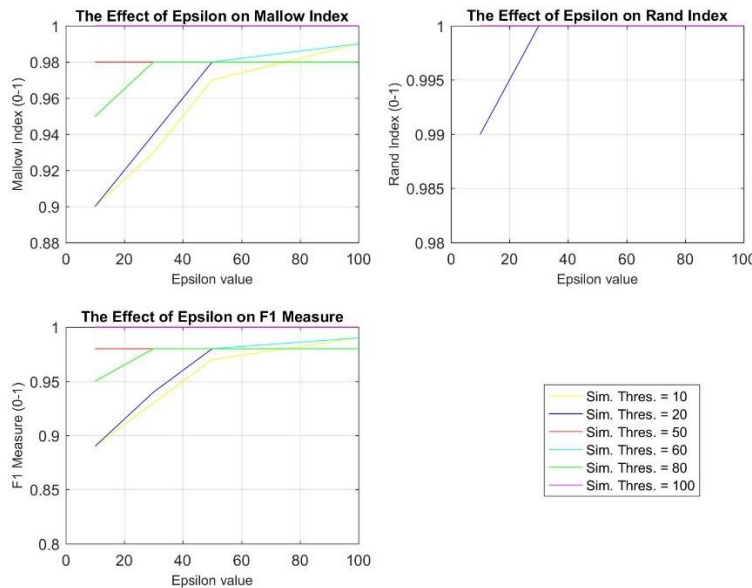 The Effect of Epsilon on Mallow Index
1
0.98
0.96
0.94
0.92
0.9
0.88
Mallow Index (0-1)
0 20 40 60 80 100
Epsilon value
The Effect of Epsilon on Rand Index
1
0.995
0.99
0.985
0.98
Rand Index (0-1)
0 20 40 60 80 100
Epsilon value
The Effect of Epsilon on F1 Measure
1
0.95
0.9
0.85
0.8
F1 Measure (0-1)
0 20 40 60 80 100
Epsilon value
Sim. Thres. = 10
Sim. Thres. = 20
Sim. Thres. = 50
Sim. Thres. = 60
Sim. Thres. = 80
Sim. Thres. = 100